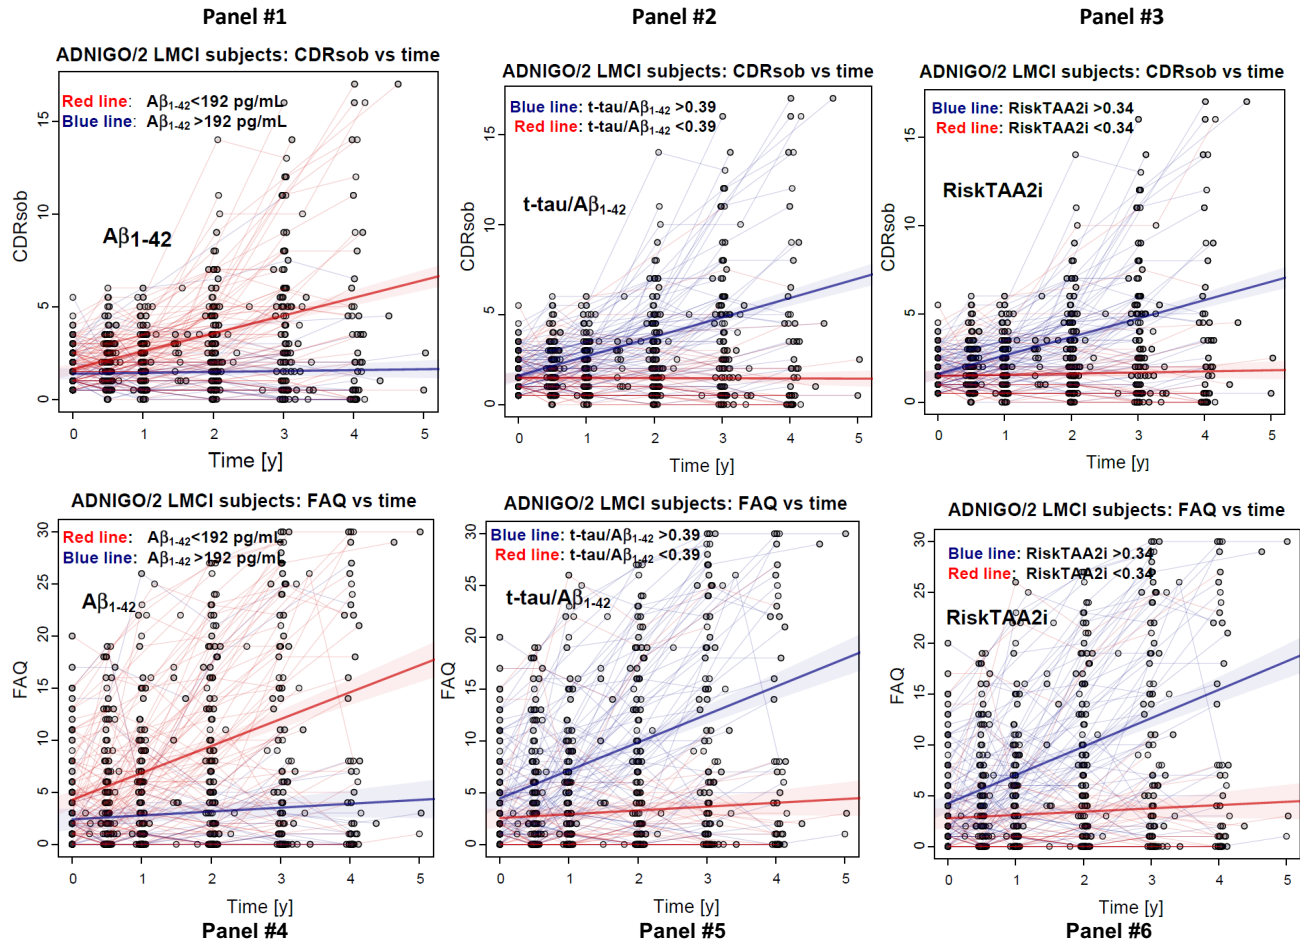 Panel #1
Panel #2
Panel #3
ADNIGO/2 LMCI subjects: CDRsob vs time
Red line: Aβ1-42<192 pg/mL
Blue line: Aβ1-42 >192 pg/mL
Aβ1-42
CDRsob
0
5
10
15
0 1 2 3 4 5
Time [y]
ADNIGO/2 LMCI subjects: CDRsob vs time
Blue line: t-tau/Aβ1-42 >0.39
Red line: t-tau/Aβ1-42 <0.39
t-tau/Aβ1-42
CDRsob
0
5
10
15
0 1 2 3 4 5
Time [y]
ADNIGO/2 LMCI subjects: CDRsob vs time
Blue line: RiskTAA2i >0.34
Red line: RiskTAA2i <0.34
RiskTAA2i
CDRsob
0
5
10
15
0 1 2 3 4 5
Time [y]
ADNIGO/2 LMCI subjects: FAQ vs time
Red line: Aβ1-42<192 pg/mL
Blue line: Aβ1-42 >192 pg/mL
Aβ1-42
FAQ
0
5
10
15
20
25
30
0 1 2 3 4 5
Time [y]
ADNIGO/2 LMCI subjects: FAQ vs time
Blue line: t-tau/Aβ1-42 >0.39
Red line: t-tau/Aβ1-42 <0.39
t-tau/Aβ1-42
FAQ
0
5
10
15
20
25
30
0 1 2 3 4 5
Time [y]
ADNIGO/2 LMCI subjects: FAQ vs time
Blue line: RiskTAA2i >0.34
Red line: RiskTAA2i <0.34
RiskTAA2i
FAQ
0
5
10
15
20
25
30
0 1 2 3 4 5
Time [y]
Panel #4
Panel #5
Panel #6